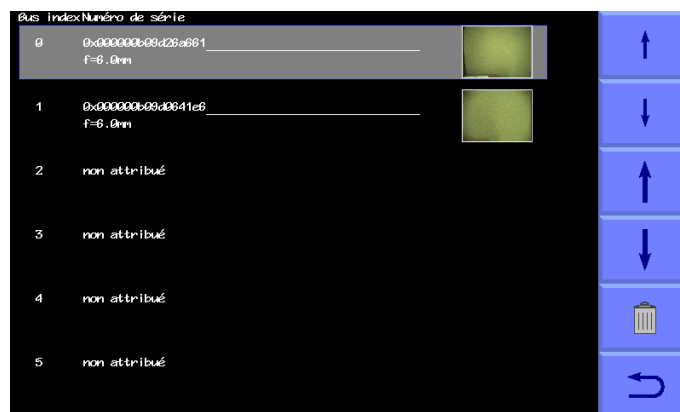 Bus index Numéro de série
0 0x000000b09d26a661
f=6.0mm
1 0x000000b09d0641e6
f=6.0mm
2 non attribué
3 non attribué
4 non attribué
5 non attribué